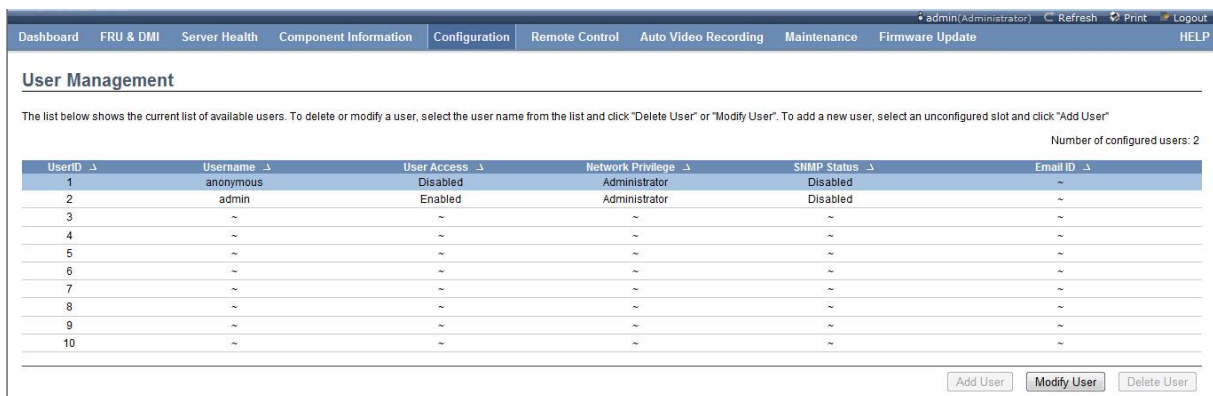 admin(Administrator) Refresh Print Logout
Dashboard FRU & DMI Server Health Component Information Configuration Remote Control Auto Video Recording Maintenance Firmware Update HELP
User Management
The list below shows the current list of available users. To delete or modify a user, select the user name from the list and click "Delete User" or "Modify User". To add a new user, select an unconfigured slot and click "Add User"
Number of configured users: 2
UserID Username User Access Network Privilege SNMP Status Email ID
1 anonymous Disabled Administrator Disabled ~
2 admin Enabled Administrator Disabled ~
3 ~ ~ ~ ~ ~
4 ~ ~ ~ ~ ~
5 ~ ~ ~ ~ ~
6 ~ ~ ~ ~ ~
7 ~ ~ ~ ~ ~
8 ~ ~ ~ ~ ~
9 ~ ~ ~ ~ ~
10 ~ ~ ~ ~ ~
Add User Modify User Delete User